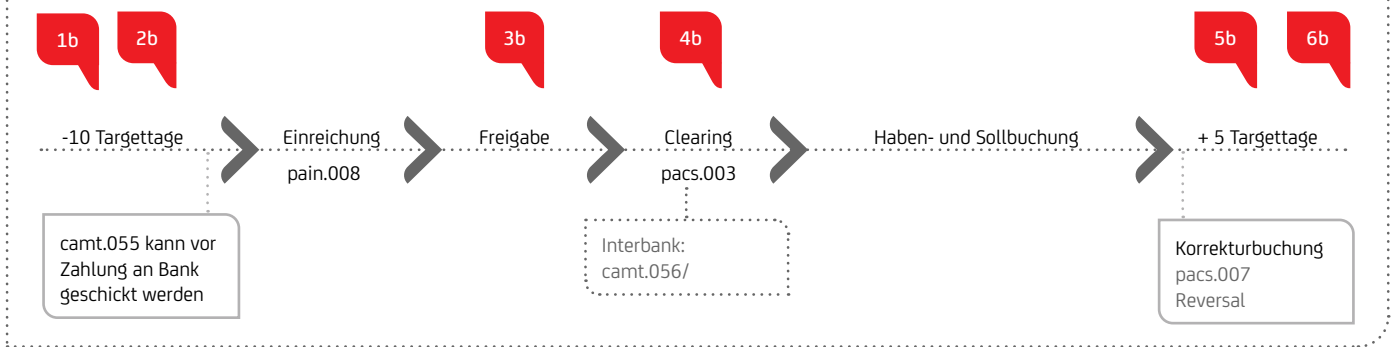 1b
2b
3b
4b
5b
6b
-10 Targettage
Einreichung
Freigabe
Clearing
Haben- und Sollbuchung
+ 5 Targettage
pain.008
pacs.003
camt.055 kann vor
Zahlung an Bank
geschickt werden
Interbank:
camt.056/
Korrekturbuchung
pacs.007
Reversal